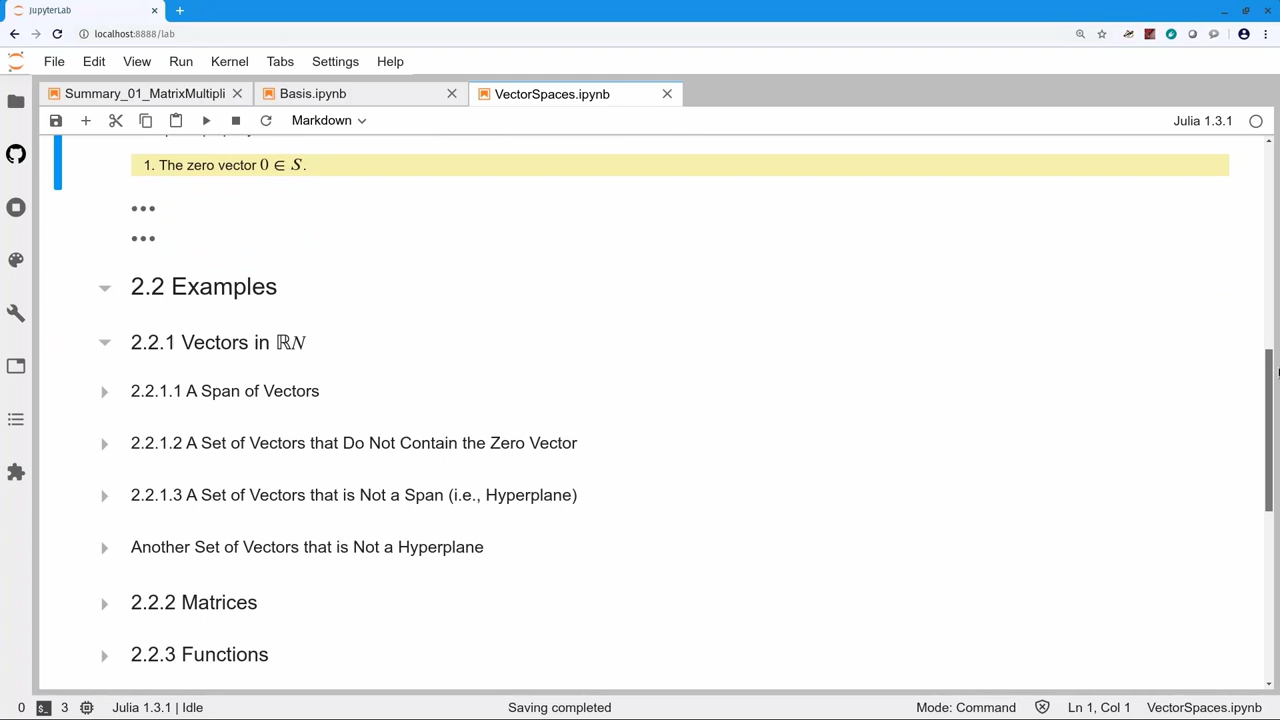 JupyterLab
localhost:8888/lab
File Edit View Run Kernel Tabs Settings Help
Summary_01_MatrixMultipli Basis.ipynb VectorSpaces.ipynb
Markdown Julia 1.3.1
1. The zero vector 0 ∈ S.
2.2 Examples
2.2.1 Vectors in ℝN
2.2.1.1 A Span of Vectors
2.2.1.2 A Set of Vectors that Do Not Contain the Zero Vector
2.2.1.3 A Set of Vectors that is Not a Span (i.e., Hyperplane)
Another Set of Vectors that is Not a Hyperplane
2.2.2 Matrices
2.2.3 Functions
0 3 Julia 1.3.1 | Idle Saving completed Mode: Command Ln 1, Col 1 VectorSpaces.ipynb